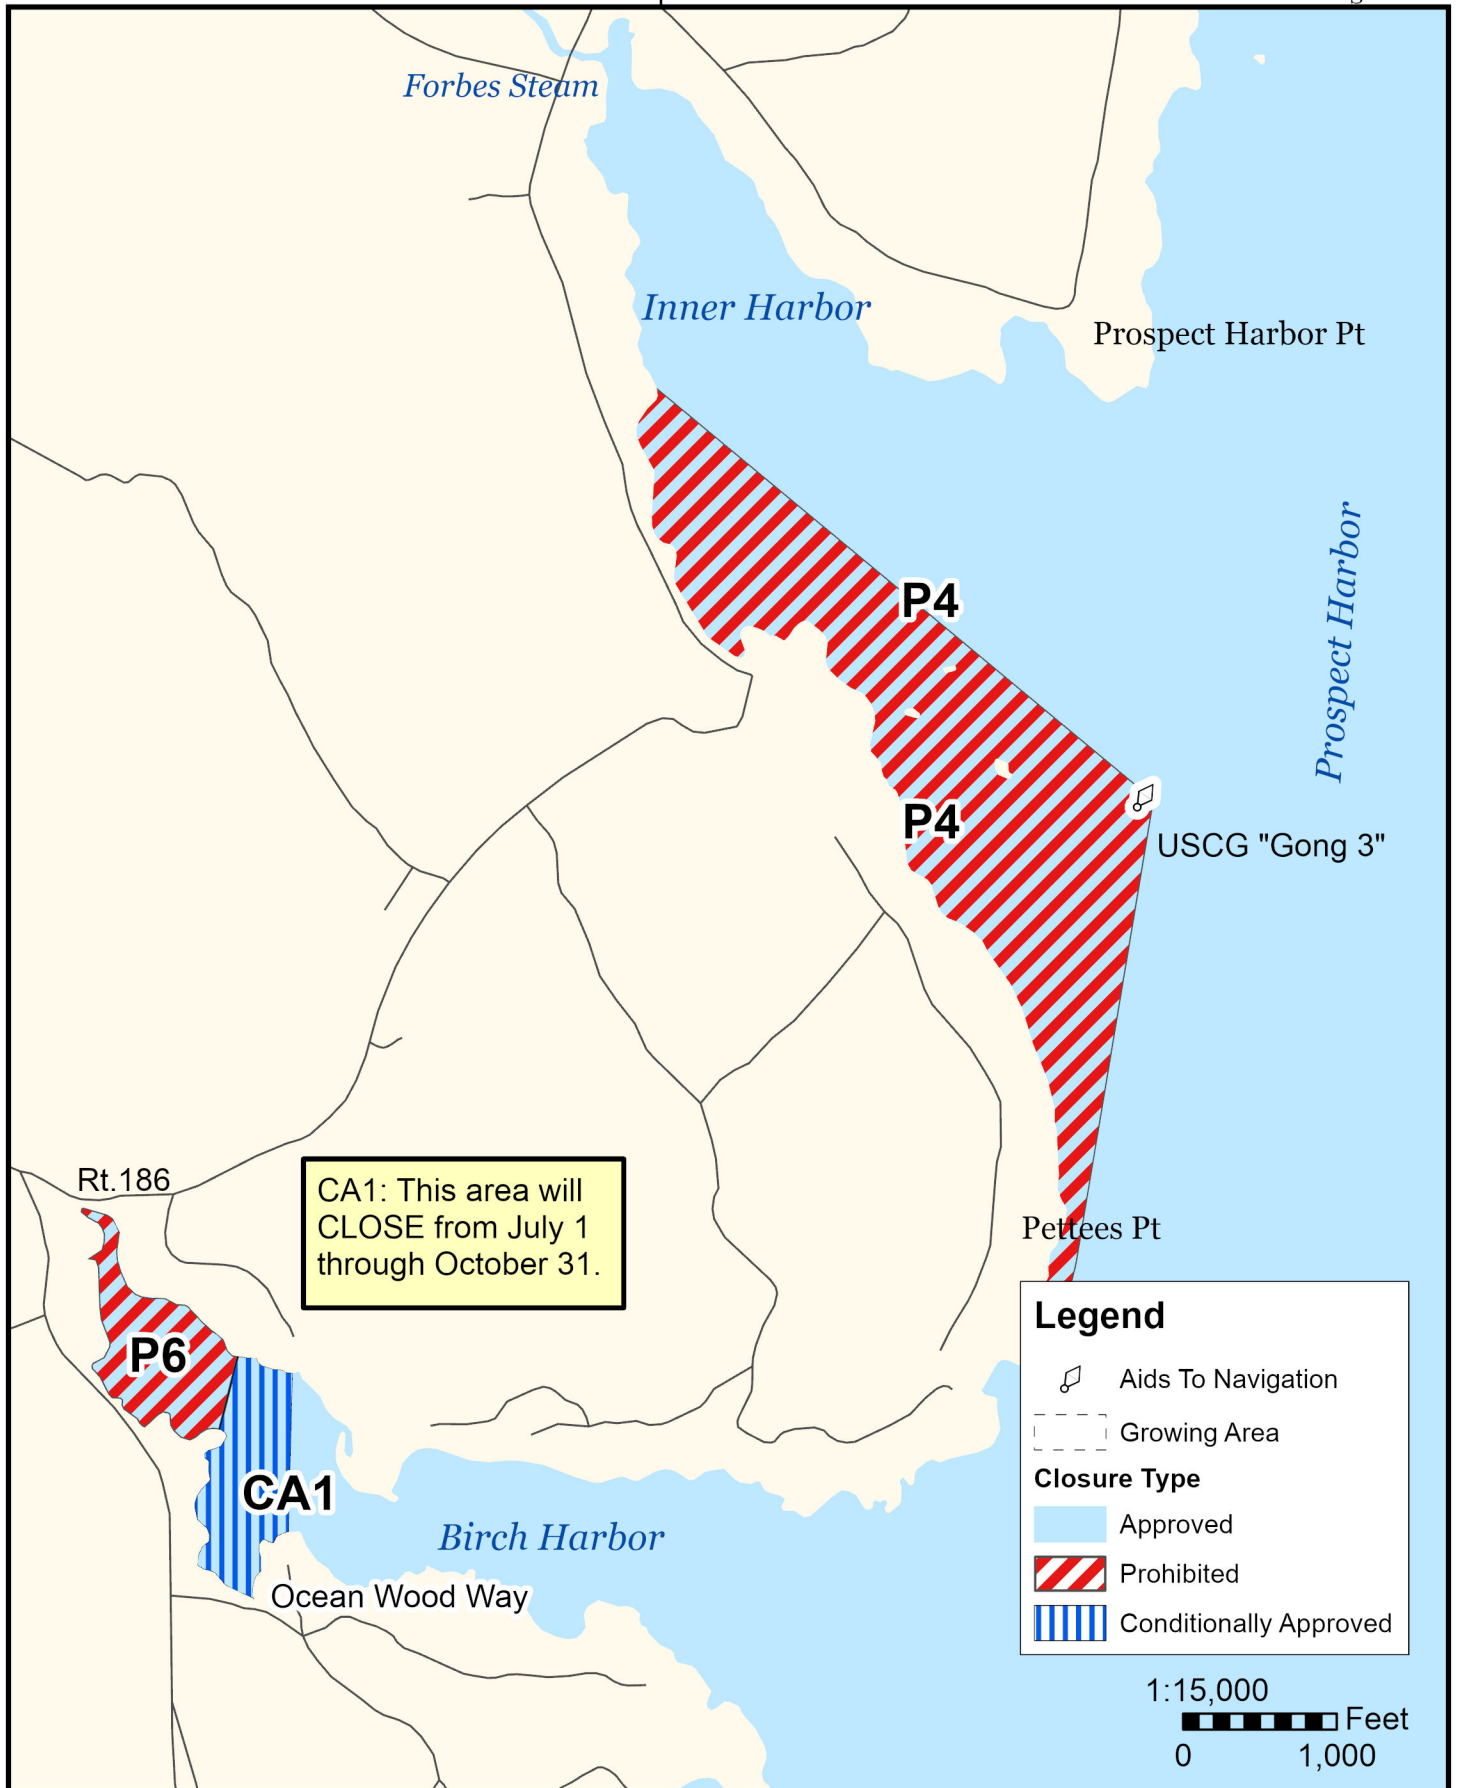 Forbes Steam
Inner Harbor
Prospect Harbor Pt
Prospect Harbor
P4
P4
USCG "Gong 3"
Rt.186
CA1: This area will
CLOSE from July 1
through October 31.
Pettees Pt
P6
CA1
Birch Harbor
Ocean Wood Way
Legend
Aids To Navigation
Growing Area
Closure Type
Approved
Prohibited
Conditionally Approved
1:15,000
Feet
0 1,000